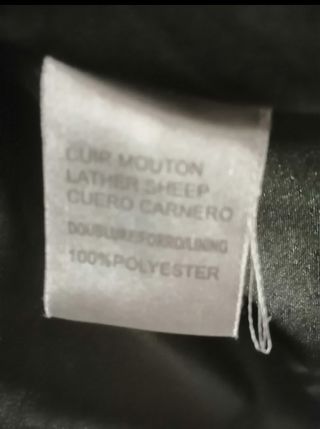 CUIR MOUTON
LATHER SHEEP
CUERO CARNERO
DOUBLURE/FORRO/LINING
100%POLYESTER